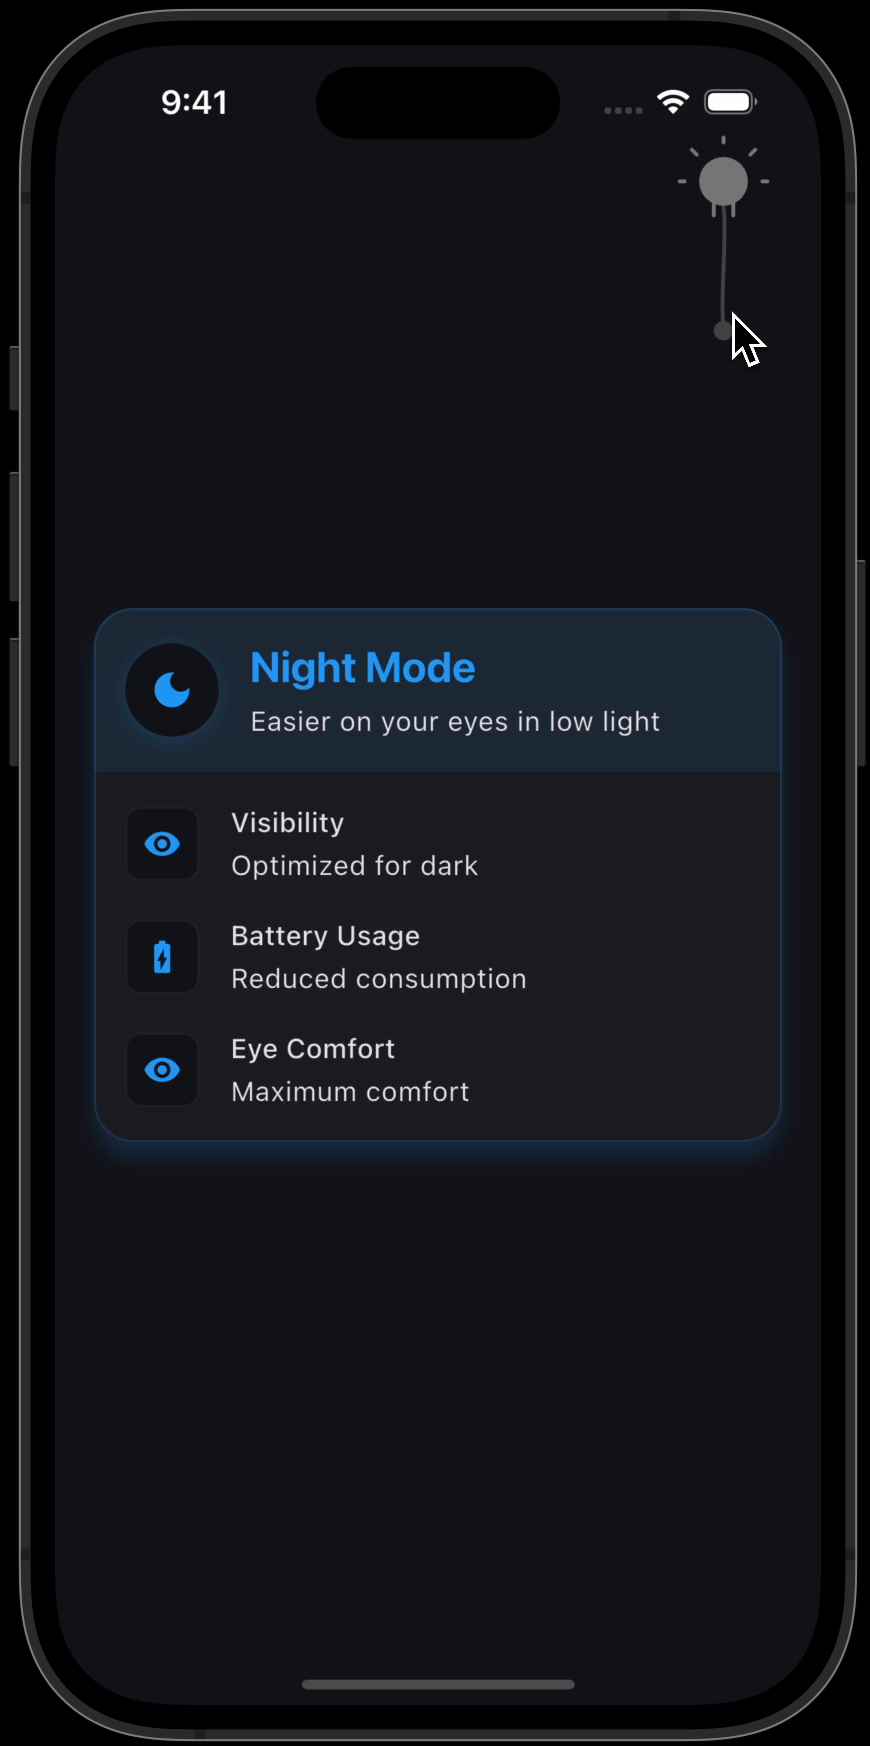 9:41
Night Mode
Easier on your eyes in low light
Visibility
Optimized for dark
Battery Usage
Reduced consumption
Eye Comfort
Maximum comfort